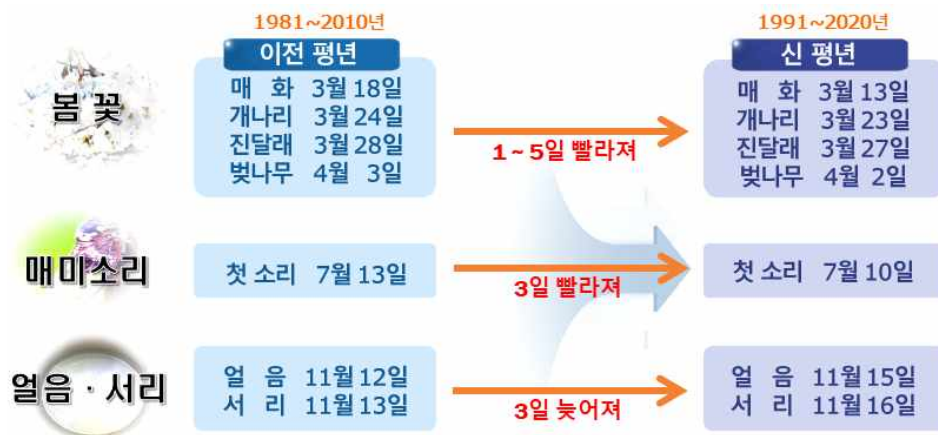 1981~2010년
1991~2020년
이전 평년
신 평년
봄 꽃
매 화 3월 18일
개나리 3월 24일
진달래 3월 28일
벚나무 4월 3일
1~5일 빨라져
매 화 3월 13일
개나리 3월 23일
진달래 3월 27일
벚나무 4월 2일
매미소리
첫 소리 7월 13일
3일 빨라져
첫 소리 7월 10일
얼음·서리
얼 음 11월 12일
서 리 11월 13일
3일 늦어져
얼 음 11월 15일
서 리 11월 16일